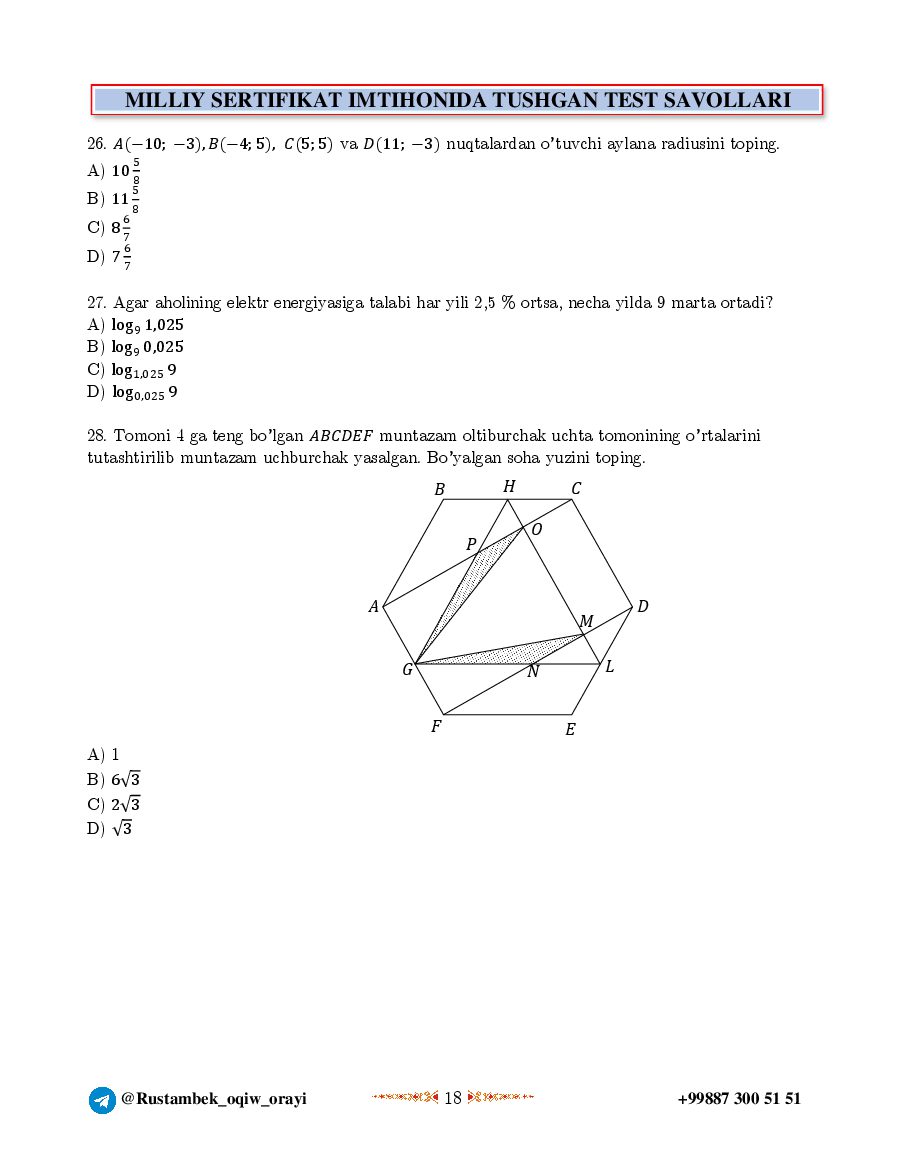 MILLIY SERTIFIKAT IMTIHONIDA TUSHGAN TEST SAVOLLARI
26. A(−10; −3), B(−4; 5), C(5; 5) va D(11; −3) nuqtalardan o'tuvchi aylana radiusini toping.
A) 10 5/8
B) 11 5/8
C) 8 6/7
D) 7 6/7
27. Agar aholining elektr energiyasiga talabi har yili 2,5 % ortsa, necha yilda 9 marta ortadi?
A) log₉ 1,025
B) log₉ 0,025
C) log₁,₀₂₅ 9
D) log₀,₀₂₅ 9
28. Tomoni 4 ga teng bo'lgan ABCDEF muntazam oltiburchak uchta tomonining o'rtalarini
tutashtirilib muntazam uchburchak yasalgan. Bo'yalgan soha yuzini toping.
B H C
P O
A D
M
G N L
F E
A) 1
B) 6√3
C) 2√3
D) √3
@Rustambek_oqiw_orayi 18 +99887 300 51 51